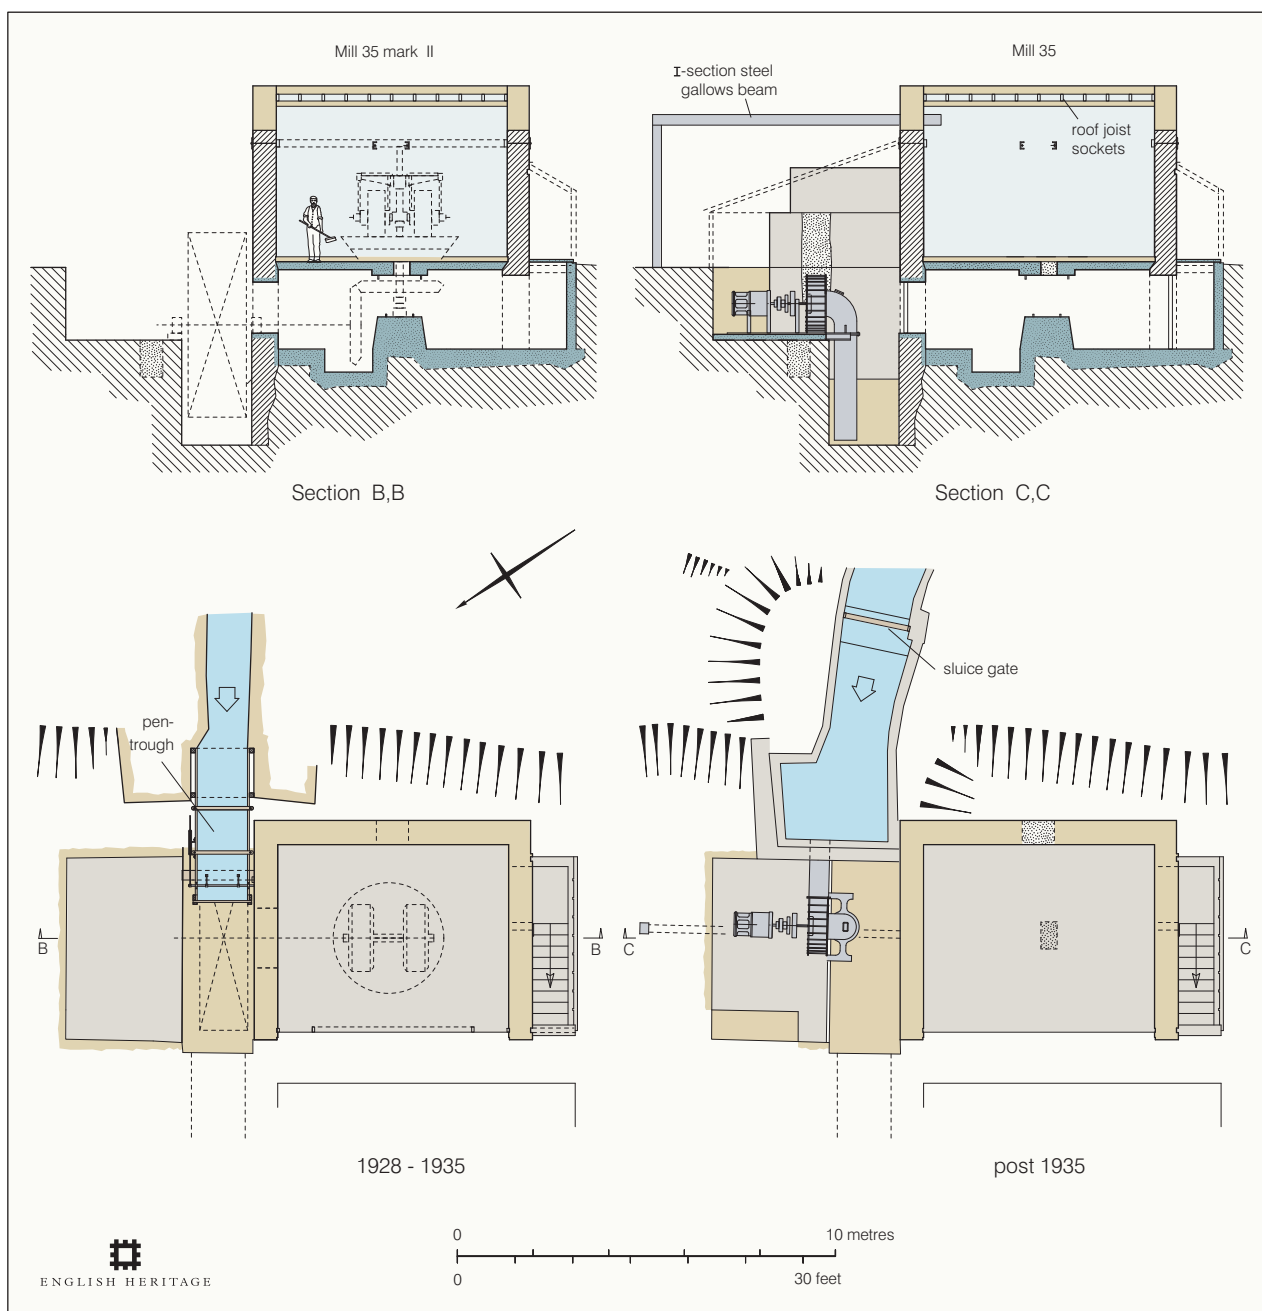 Mill 35 mark II
Mill 35
I-section steel
gallows beam
roof joist
sockets
Section B,B
Section C,C
sluice gate
pen-
trough
B
B
C
C
1928 - 1935
post 1935
0
10 metres
0
30 feet
ENGLISH HERITAGE